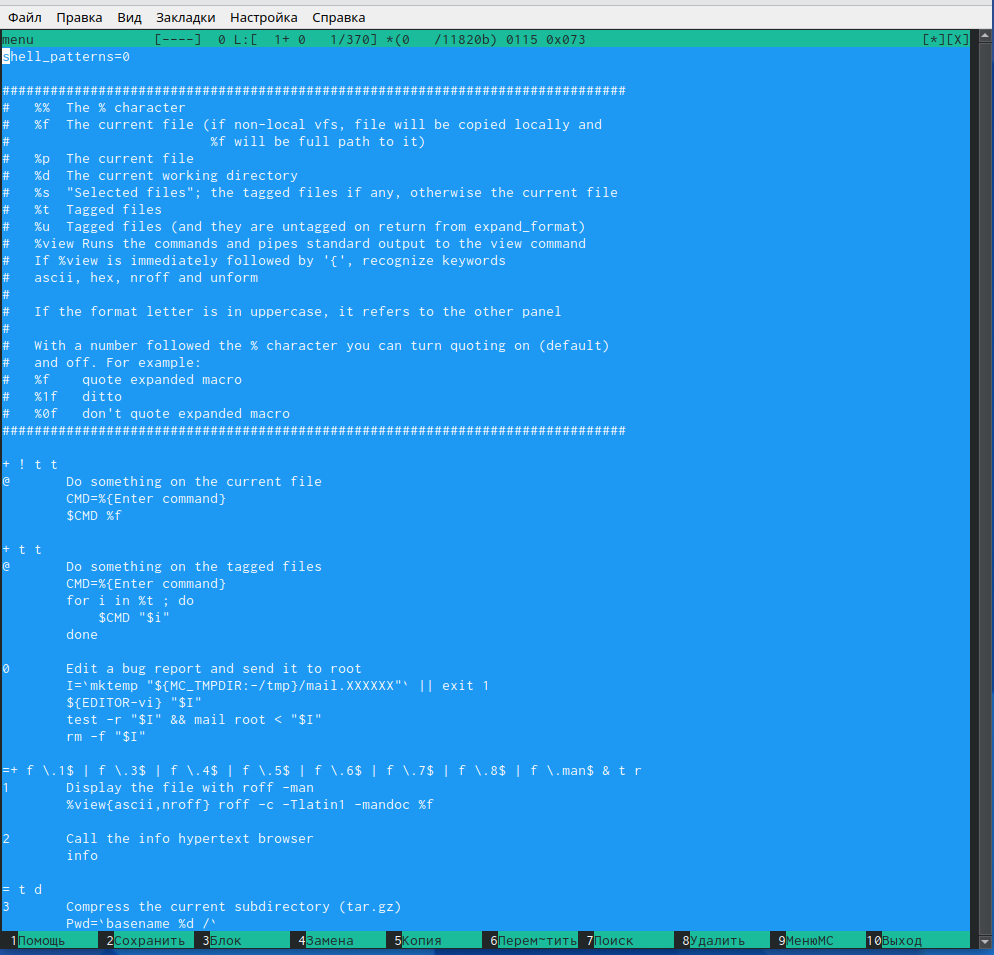 Файл Правка Вид Закладки Настройка Справка
menu [----] 0 L:[ 1+ 0 1/370] *(0 /11820b) 0115 0x073 [*][X]
shell_patterns=0
##############################################################################
# %% The % character
# %f The current file (if non-local vfs, file will be copied locally and
# %f will be full path to it)
# %p The current file
# %d The current working directory
# %s "Selected files"; the tagged files if any, otherwise the current file
# %t Tagged files
# %u Tagged files (and they are untagged on return from expand_format)
# %view Runs the commands and pipes standard output to the view command
# If %view is immediately followed by '{', recognize keywords
# ascii, hex, nroff and unform
#
# If the format letter is in uppercase, it refers to the other panel
#
# With a number followed the % character you can turn quoting on (default)
# and off. For example:
# %f quote expanded macro
# %1f ditto
# %0f don't quote expanded macro
##############################################################################
+ ! t t
@ Do something on the current file
CMD=%{Enter command}
$CMD %f
+ t t
@ Do something on the tagged files
CMD=%{Enter command}
for i in %t ; do
$CMD "$i"
done
0 Edit a bug report and send it to root
I=`mktemp "${MC_TMPDIR:-/tmp}/mail.XXXXXX"` || exit 1
${EDITOR-vi} "$I"
test -r "$I" && mail root < "$I"
rm -f "$I"
=+ f \.1$ | f \.3$ | f \.4$ | f \.5$ | f \.6$ | f \.7$ | f \.8$ | f \.man$ & t r
1 Display the file with roff -man
%view{ascii,nroff} roff -c -Tlatin1 -mandoc %f
2 Call the info hypertext browser
info
= t d
3 Compress the current subdirectory (tar.gz)
Pwd=`basename %d /`
1Помощь 2Сохранить 3Блок 4Замена 5Копия 6Перем~тить 7Поиск 8Удалить 9МенюMC 10Выход